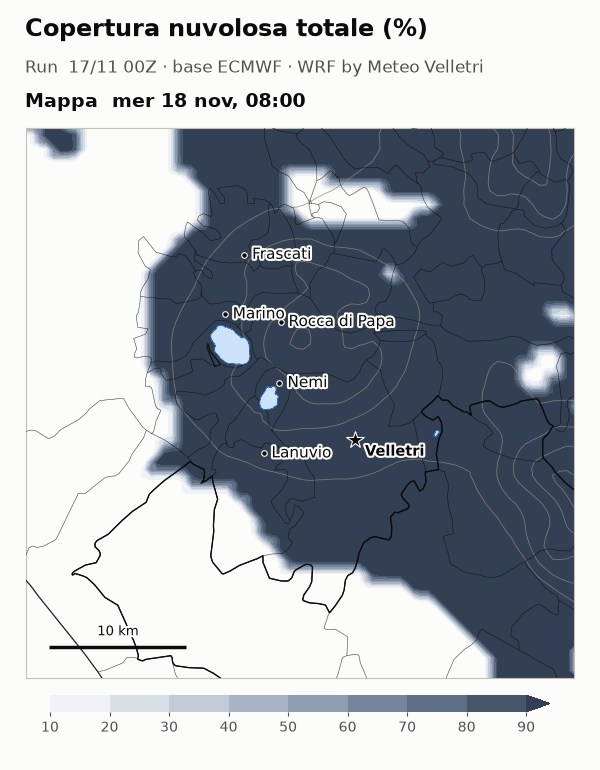 Copertura nuvolosa totale (%)
Run 17/11 00Z · base ECMWF · WRF by Meteo Velletri
Mappa mer 18 nov, 08:00
Frascati
Marino
Rocca di Papa
Nemi
Velletri
Lanuvio
10 km
10 20 30 40 50 60 70 80 90